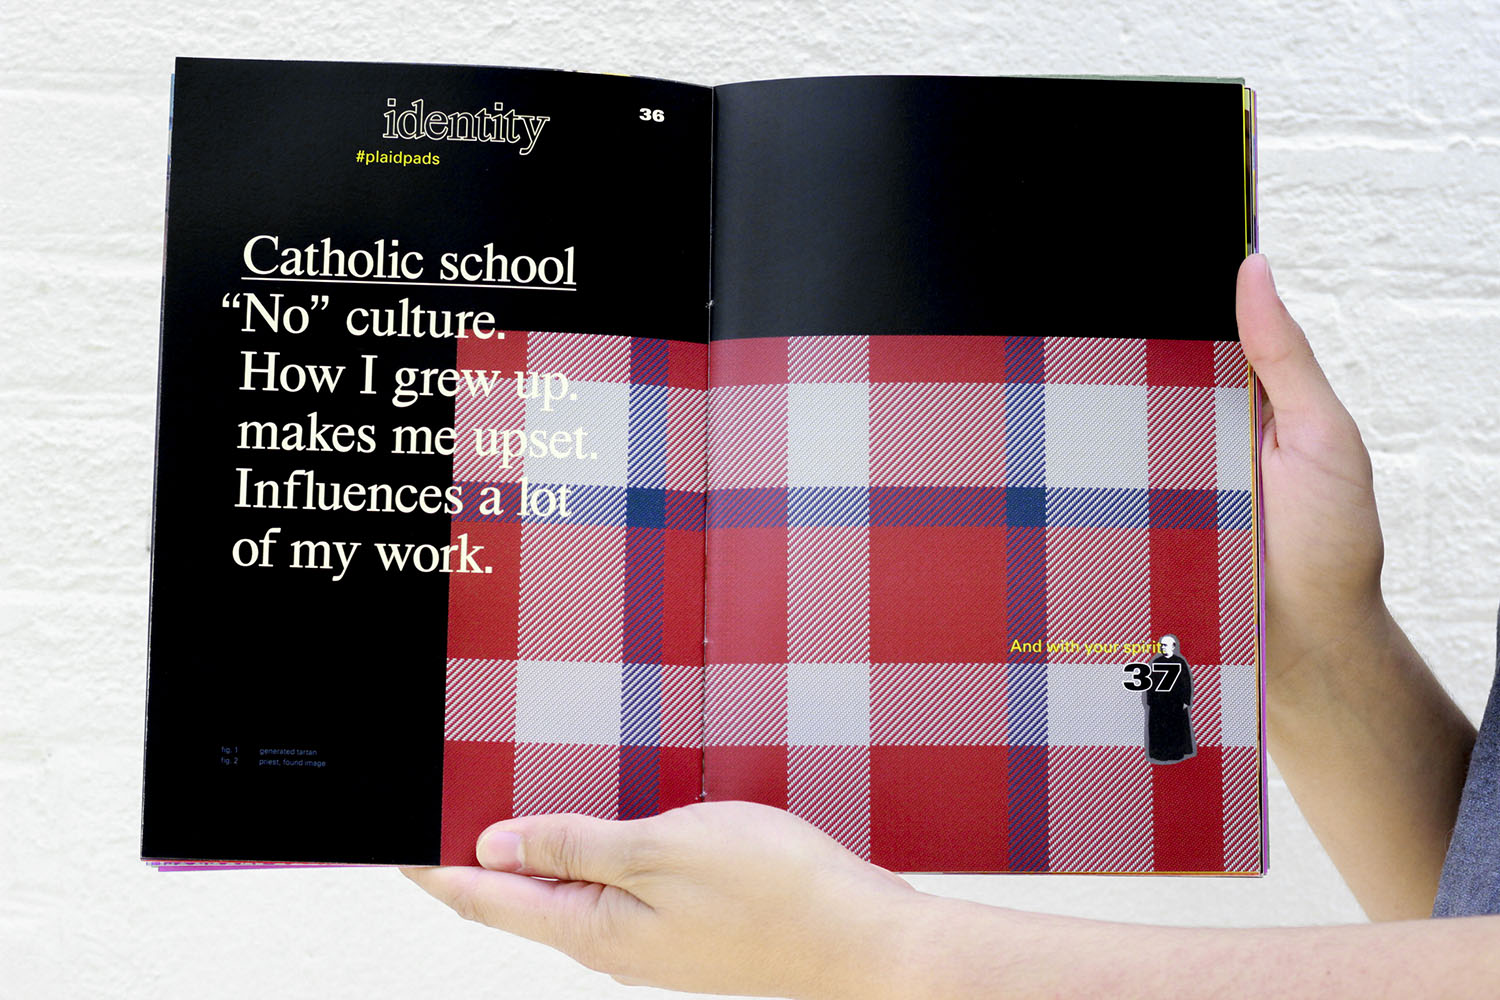 identity
36
#plaidpads
Catholic school
“No” culture.
How I grew up.
makes me upset.
Influences a lot
of my work.
fig. 1 generated tartan
fig. 2 priest, found image
And with your spirit
37